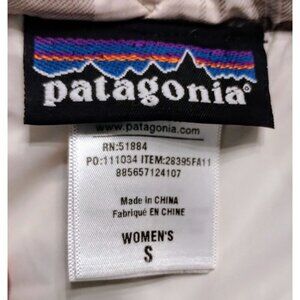 patagonia®
www.patagonia.com
RN:51884
PO:111034 ITEM:28395FA11
885657124107
Made in CHINA
Fabriqué EN CHINE
WOMEN'S
S